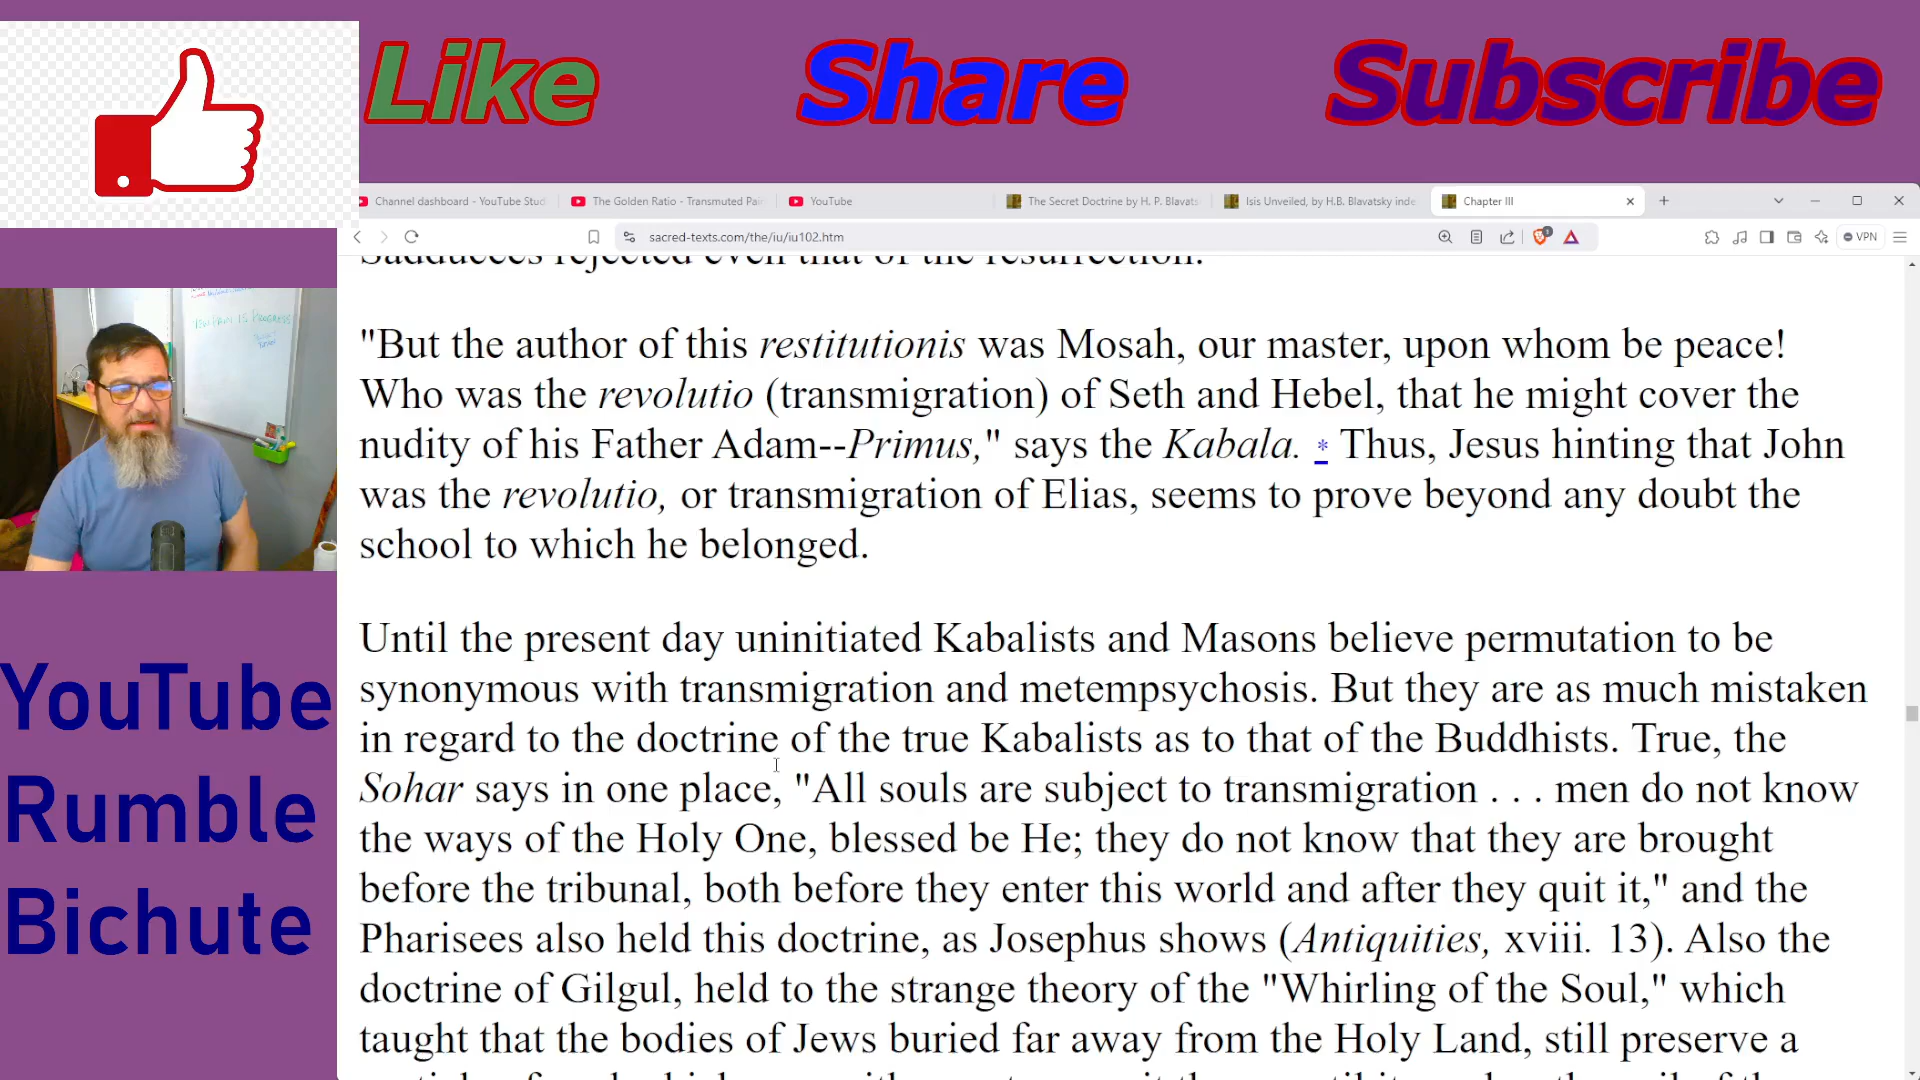 Like Share Subscribe
Channel dashboard - YouTube Stud
The Golden Ratio - Transmuted Pai
YouTube
The Secret Doctrine by H. P. Blavats
Isis Unveiled, by H.B. Blavatsky inde
Chapter III
sacred-texts.com/the/iu/iu102.htm
VPN
Sadducees rejected even that of the resurrection.
"But the author of this restitutionis was Mosah, our master, upon whom be peace!
Who was the revolutio (transmigration) of Seth and Hebel, that he might cover the
nudity of his Father Adam--Primus," says the Kabala. * Thus, Jesus hinting that John
was the revolutio, or transmigration of Elias, seems to prove beyond any doubt the
school to which he belonged.
Until the present day uninitiated Kabalists and Masons believe permutation to be
synonymous with transmigration and metempsychosis. But they are as much mistaken
in regard to the doctrine of the true Kabalists as to that of the Buddhists. True, the
Sohar says in one place, "All souls are subject to transmigration . . . men do not know
the ways of the Holy One, blessed be He; they do not know that they are brought
before the tribunal, both before they enter this world and after they quit it," and the
Pharisees also held this doctrine, as Josephus shows (Antiquities, xviii. 13). Also the
doctrine of Gilgul, held to the strange theory of the "Whirling of the Soul," which
taught that the bodies of Jews buried far away from the Holy Land, still preserve a
YouTube
Rumble
Bichute